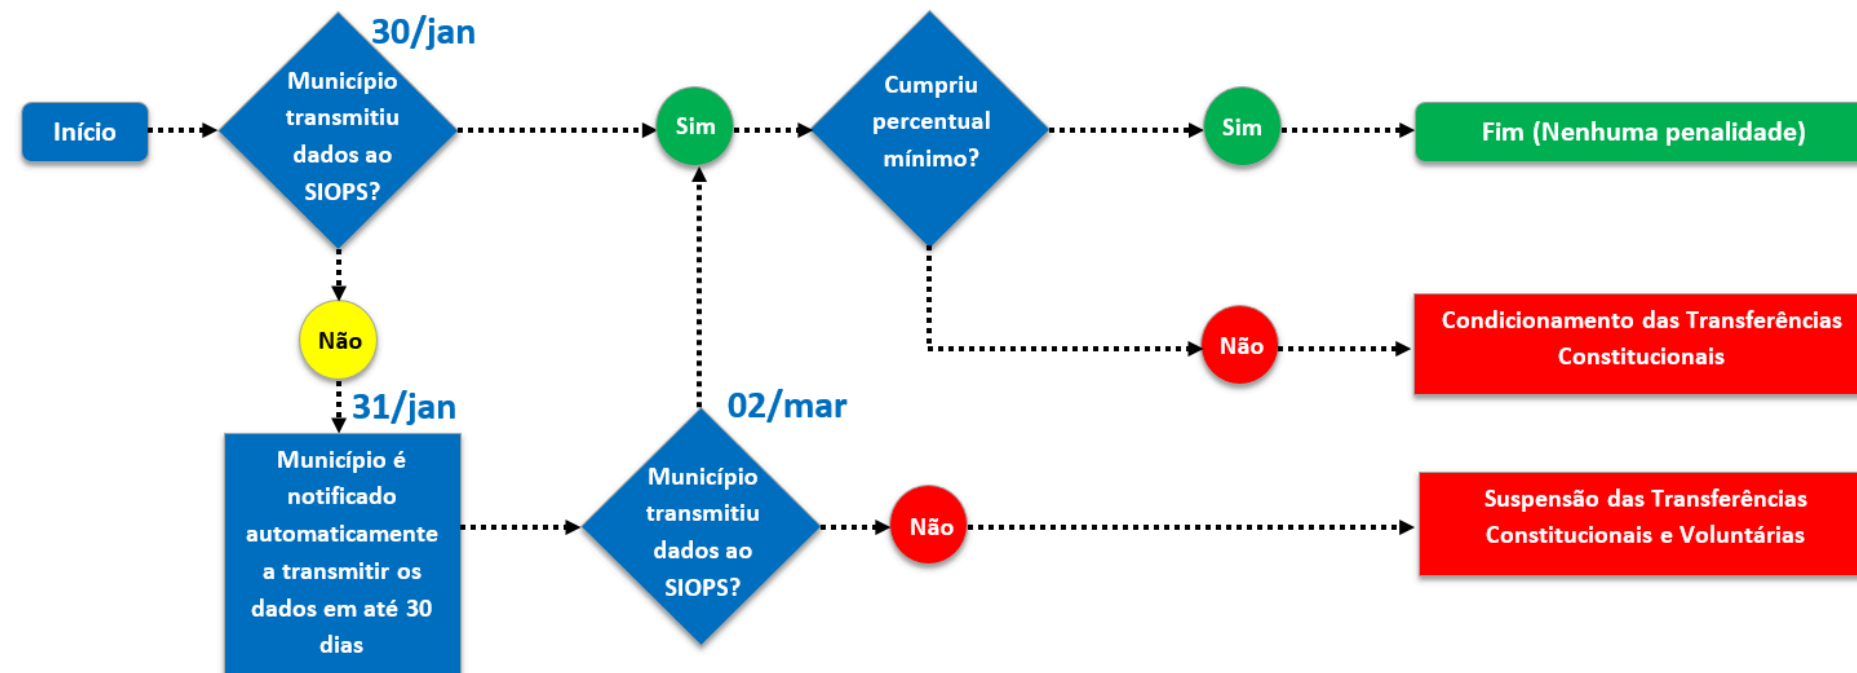 30/jan
Início
Município
transmitiu
dados ao
SIOPS?
Sim
Cumpriu
percentual
mínimo?
Sim
Fim (Nenhuma penalidade)
Não
Não
Condicionamento das Transferências
Constitucionais
31/jan
Município é
notificado
automaticamente
a transmitir os
dados em até 30
dias
02/mar
Município
transmitiu
dados ao
SIOPS?
Não
Suspensão das Transferências
Constitucionais e Voluntárias